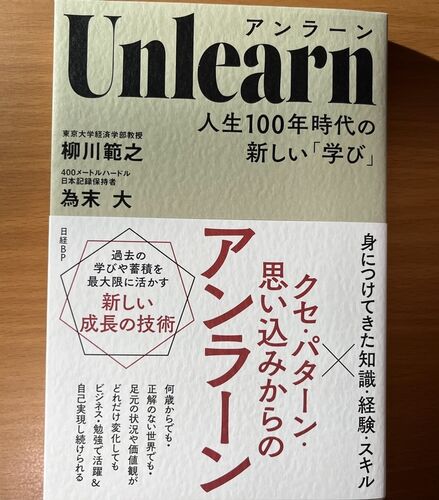 アンラーン
Unlearn
人生100年時代の
新しい「学び」
東京大学経済学部教授
柳川範之
400メートルハードル
日本記録保持者
為末 大
日経BP
身につけてきた知識・経験・スキル
×
クセ・パターン・
思い込みからの
アンラーン
過去の
学びや蓄積を
最大限に活かす
新しい
成長の技術
何歳からでも・
正解のない世界でも・
足元の状況や価値観が
どれだけ変化しても
ビジネス・勉強で活躍&
自己実現し続けられる